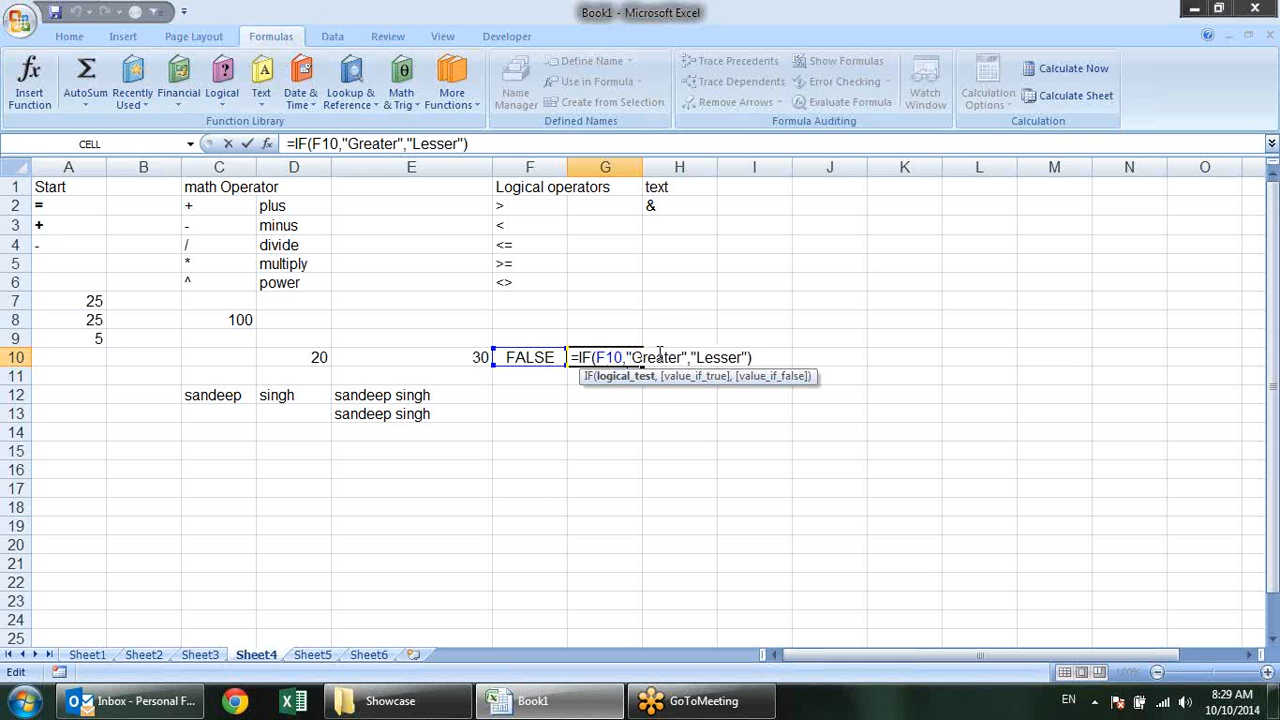 Book1 - Microsoft Excel
Home Insert Page Layout Formulas Data Review View Developer
fx Insert Function
Σ AutoSum
Recently Used
Financial
Logical
Text
Date & Time
Lookup & Reference
Math & Trig
More Functions
Function Library
Name Manager
Define Name
Use in Formula
Create from Selection
Defined Names
Trace Precedents
Trace Dependents
Remove Arrows
Show Formulas
Error Checking
Evaluate Formula
Formula Auditing
Watch Window
Calculation Options
Calculate Now
Calculate Sheet
Calculation
CELL fx =IF(F10,"Greater","Lesser")
A B C D E F G H I J K L M N O
1 Start math Operator Logical operators text
2 = + plus > &
3 + - minus <
4 - / divide <=
5 * multiply >=
6 ^ power <>
7 25
8 25 100
9 5
10 20 30 FALSE =IF(F10,"Greater","Lesser")
11 IF(logical_test, [value_if_true], [value_if_false])
12 sandeep singh sandeep singh
13 sandeep singh
14
15
16
17
18
19
20
21
22
23
24
25
Sheet1 Sheet2 Sheet3 Sheet4 Sheet5 Sheet6
Edit 100%
Inbox - Personal F... Showcase Book1 GoToMeeting EN 8:29 AM
10/10/2014